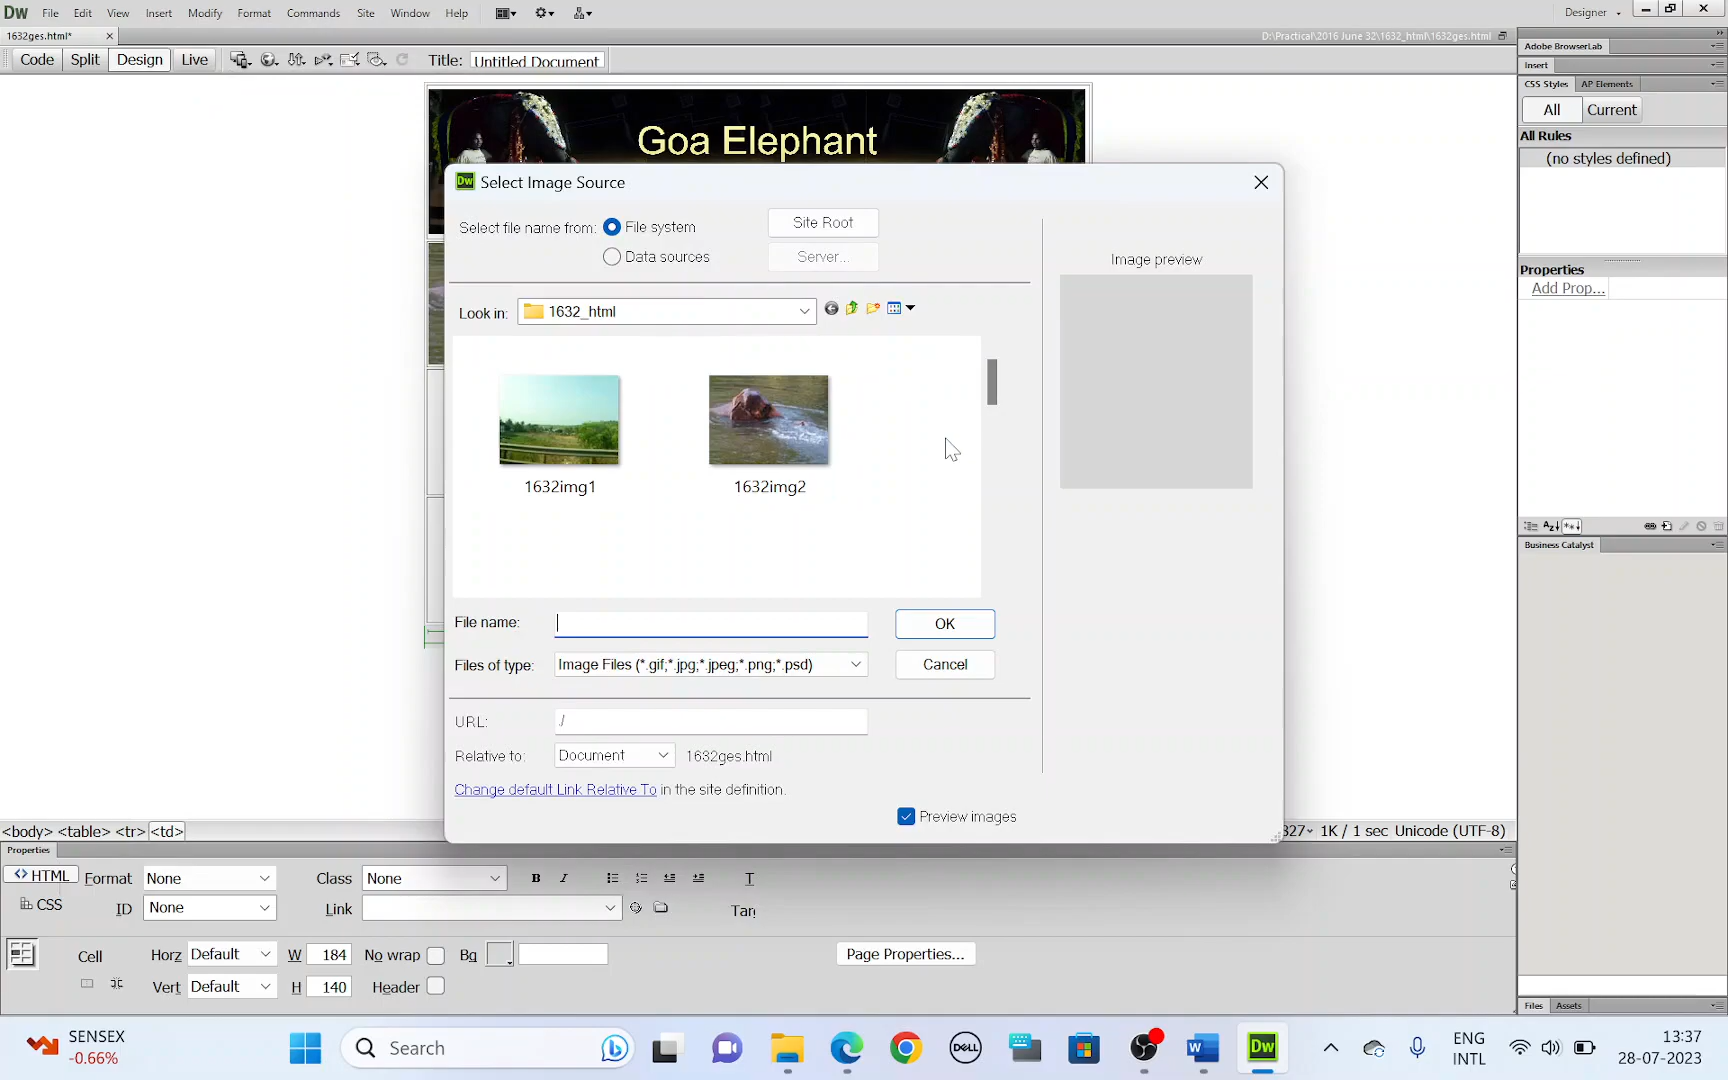 Dw File Edit View Insert Modify Format Commands Site Window Help Designer
1632ges.html* D:\Practical\2016 June 32\1632_html\1632ges.html
Code Split Design Live Title: Untitled Document
Goa Elephant
Dw Select Image Source
Select file name from: File system Site Root
Data sources Server...
Image preview
Look in: 1632_html
1632img1 1632img2
File name: OK
Files of type: Image Files (*.gif;*.jpg;*.jpeg;*.png;*.psd) Cancel
URL: ./
Relative to: Document 1632ges.html
Change default Link Relative To in the site definition.
Preview images
Adobe BrowserLab
Insert
CSS Styles AP Elements
All Current
All Rules
(no styles defined)
Properties
Add Prop...
Business Catalyst
Files Assets
<body> <table> <tr> <td> 327 1K / 1 sec Unicode (UTF-8)
Properties
<> HTML Format None Class None B I T
CSS ID None Link Tar
Cell Horz Default W 184 No wrap Bg Page Properties...
Vert Default H 140 Header
SENSEX
-0.66%
Search
DELL
W
Dw
ENG
INTL
13:37
28-07-2023